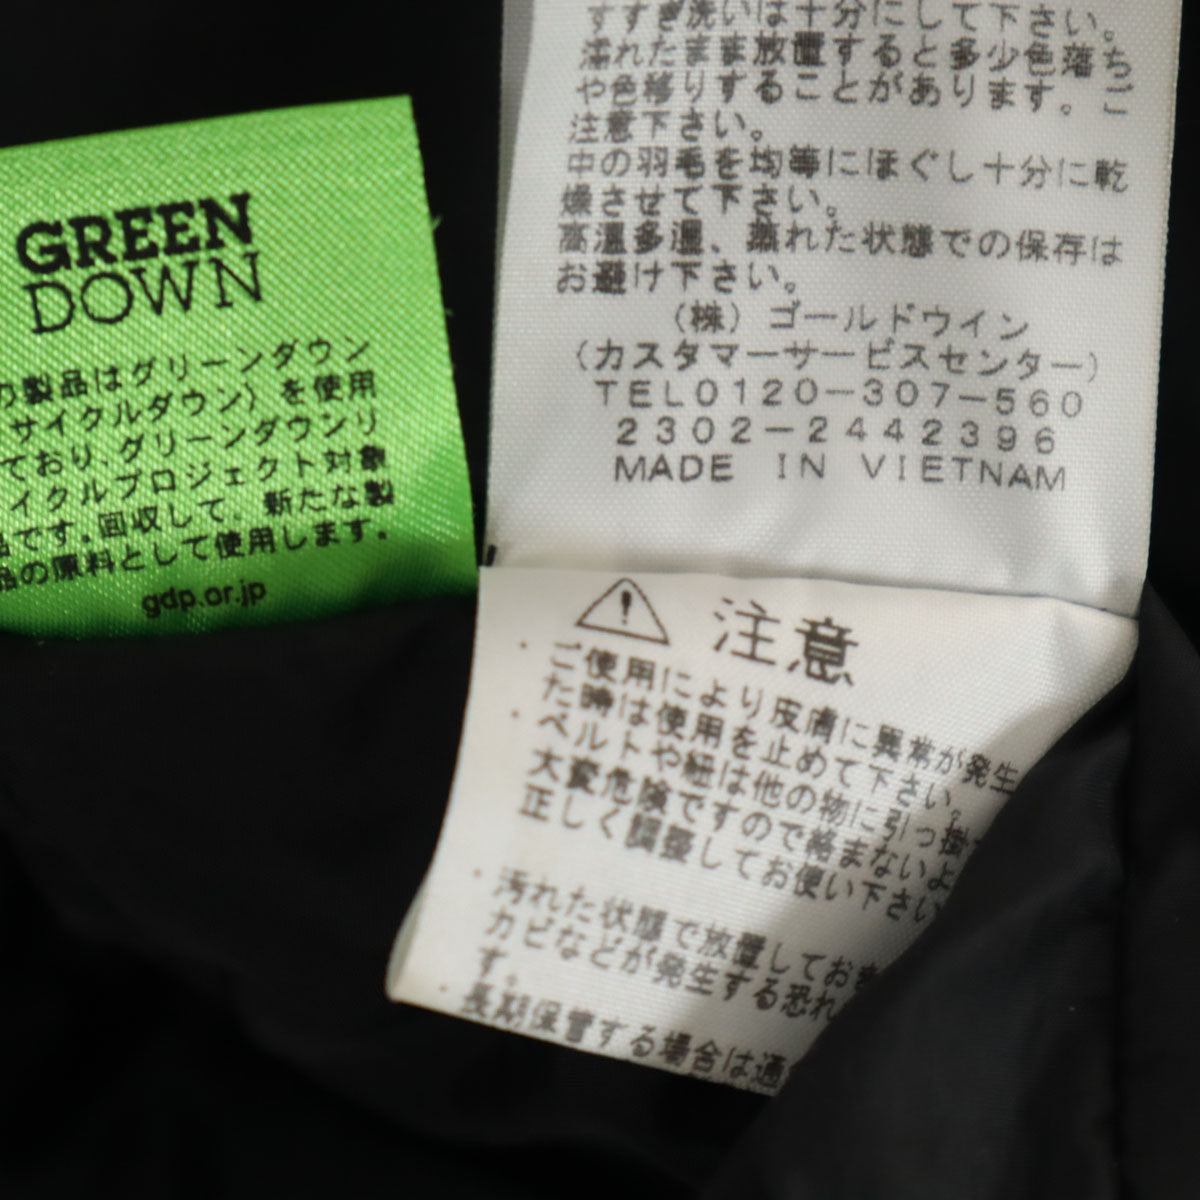 GREEN
DOWN
の製品はグリーンダウン
サイクルダウン）を使用
ており、グリーンダウンリ
イクルプロジェクト対象
品です。回収して、新たな製
品の原料として使用します。
gdp.or.jp
すすぎ洗いは十分にして下さい。
濡れたまま放置すると多少色落ち
や色移りすることがあります。ご
注意下さい。
中の羽毛を均等にほぐし十分に乾
燥させて下さい。
高温多湿、蒸れた状態での保存は
お避け下さい。
（株）ゴールドウイン
（カスタマーサービスセンター）
TEL0120-307-560
2302-2442396
MADE IN VIETNAM
注意
・ご使用により皮膚に異常が発生
た時は使用を止めて下さい。
・ベルトや紐は他の物に引っ掛
大変危険ですので絡まないよ
正しく調整してお使い下さい
・汚れた状態で放置してお
カビなどが発生する恐れ
す。
・長期保管する場合は通